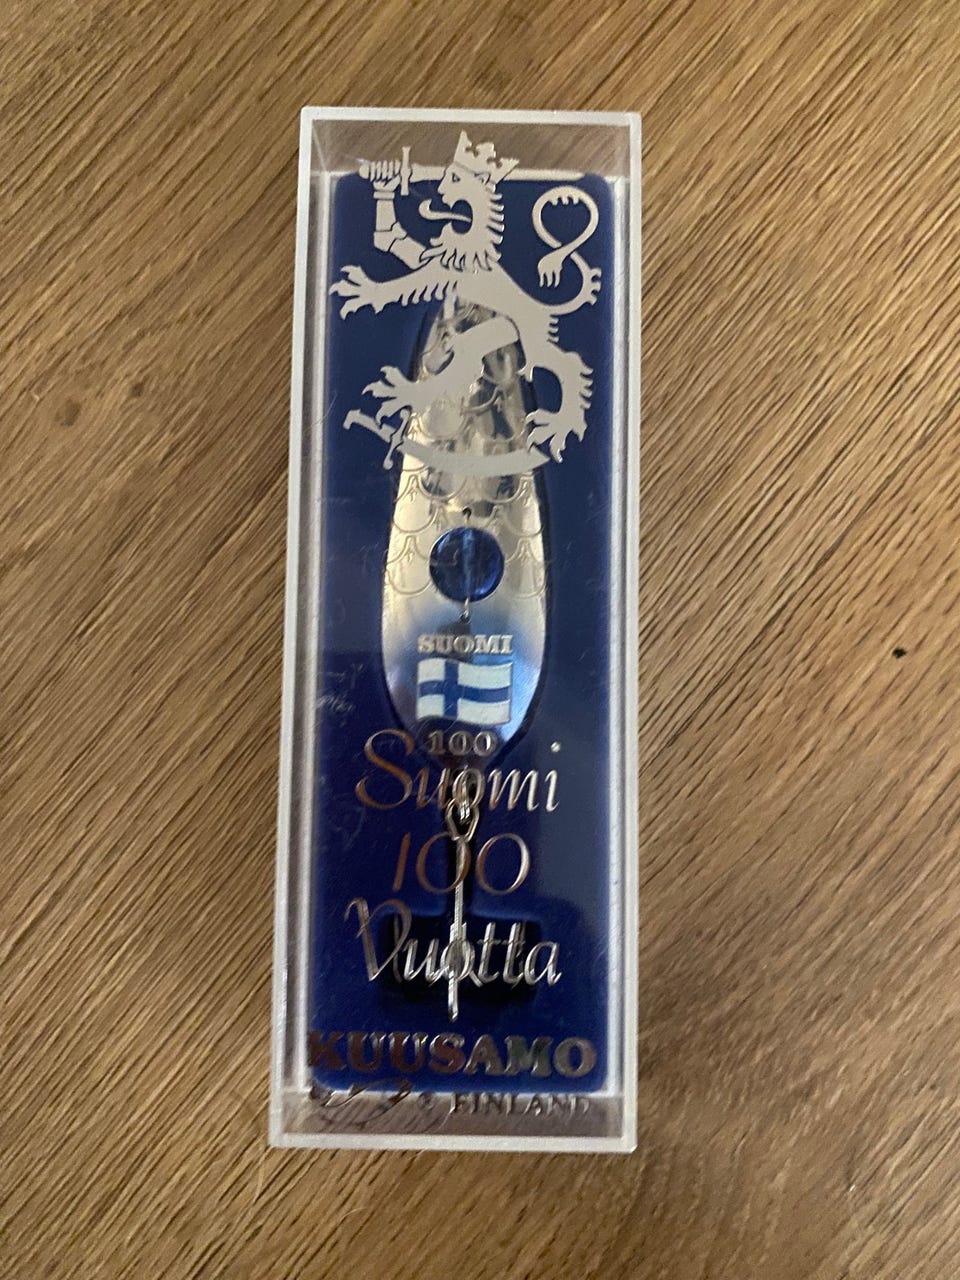 SUOMI
100
Suomi
100
Vuotta
KUUSAMO
® FINLAND